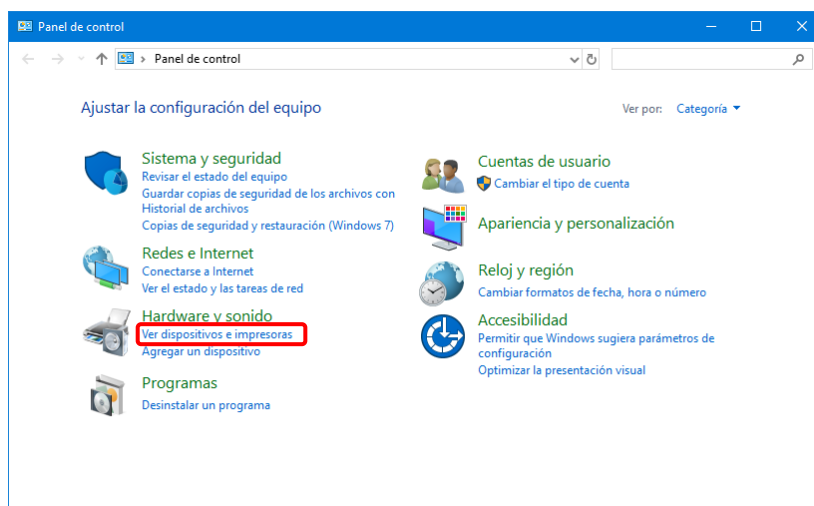 Panel de control
Panel de control
Ajustar la configuración del equipo
Ver por: Categoría
Sistema y seguridad
Revisar el estado del equipo
Guardar copias de seguridad de los archivos con
Historial de archivos
Copias de seguridad y restauración (Windows 7)
Redes e Internet
Conectarse a Internet
Ver el estado y las tareas de red
Hardware y sonido
Ver dispositivos e impresoras
Agregar un dispositivo
Programas
Desinstalar un programa
Cuentas de usuario
Cambiar el tipo de cuenta
Apariencia y personalización
Reloj y región
Cambiar formatos de fecha, hora o número
Accesibilidad
Permitir que Windows sugiera parámetros de
configuración
Optimizar la presentación visual